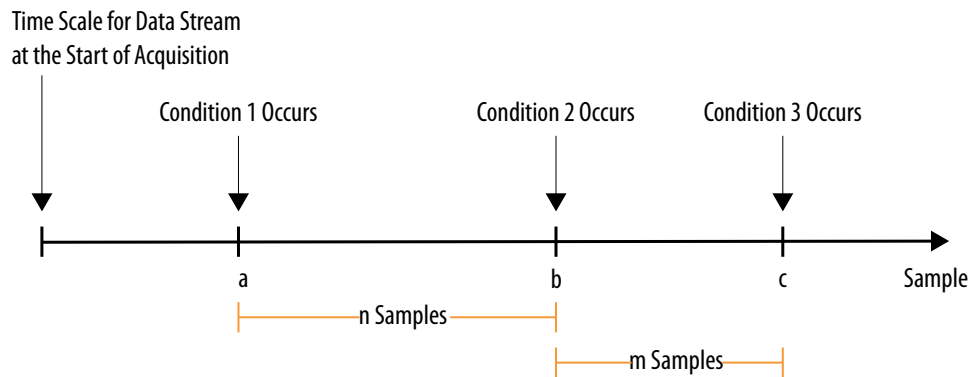 Time Scale for Data Stream
at the Start of Acquisition
Condition 1 Occurs
Condition 2 Occurs
Condition 3 Occurs
a
b
c
Sample
n Samples
m Samples